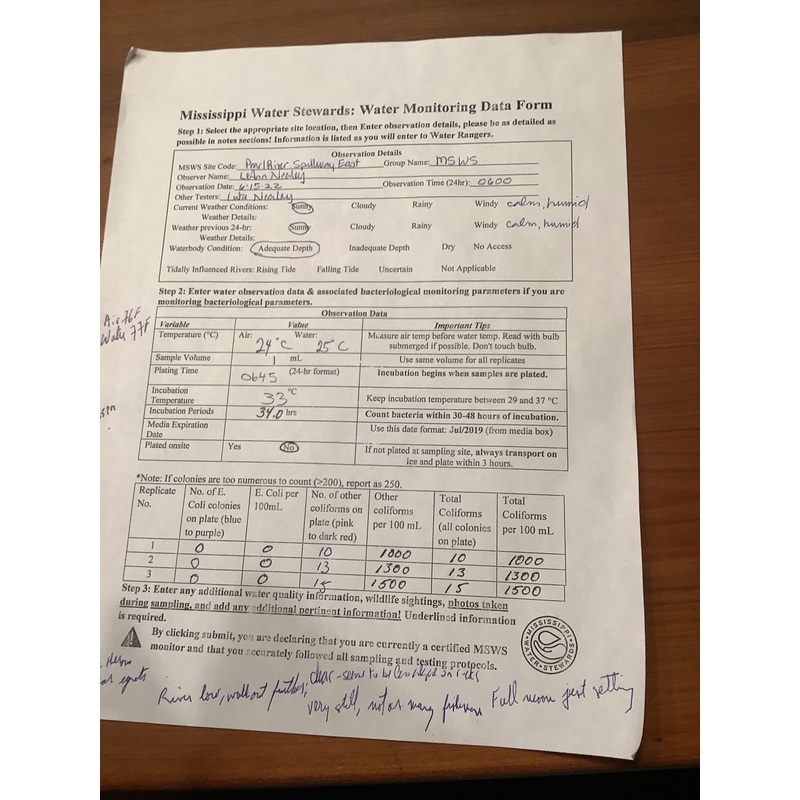 Mississippi Water Stewards: Water Monitoring Data Form
Step 1: Select the appropriate site location, then Enter observation details, please be as detailed as
possible in notes sections! Information is listed as you will enter to Water Rangers.
Observation Details
MSWS Site Code: Pearl River, Spillway East Group Name: MSWS
Observer Name: LeAnn Nealey
Observation Date: 6-15-22 Observation Time (24hr): 0600
Other Testers: Luke Nealey
Current Weather Conditions: Sunny Cloudy Rainy Windy calm, humid
Weather Details:
Weather previous 24-hr: Sunny Cloudy Rainy Windy calm, humid
Weather Details:
Waterbody Condition: Adequate Depth Inadequate Depth Dry No Access
Tidally Influenced Rivers: Rising Tide Falling Tide Uncertain Not Applicable
Step 2: Enter water observation data & associated bacteriological monitoring parameters if you are
monitoring bacteriological parameters.
Air 76F
Water 77F
Observation Data
Variable Value Important Tips
Temperature (°C) Air: 24°C Water: 25°C Measure air temp before water temp. Read with bulb
submerged if possible. Don't touch bulb.
Sample Volume 1 mL Use same volume for all replicates
Plating Time 0645 (24-hr format) Incubation begins when samples are plated.
Incubation
Temperature 33 °C Keep incubation temperature between 29 and 37 °C
Incubation Periods 34.0 hrs Count bacteria within 30-48 hours of incubation.
Media Expiration
Date Use this date format: Jul/2019 (from media box)
Plated onsite Yes No If not plated at sampling site, always transport on
ice and plate within 3 hours.
*Note: If colonies are too numerous to count (>200), report as 250.
Replicate No. No. of E. Coli colonies on plate (blue to purple) E. Coli per 100mL No. of other coliforms on plate (pink to dark red) Other coliforms per 100 mL Total Coliforms (all colonies on plate) Total Coliforms per 100 mL
1 0 0 10 1000 10 1000
2 0 0 13 1300 13 1300
3 0 0 15 1500 15 1500
Step 3: Enter any additional water quality information, wildlife sightings, photos taken
during sampling, and add any additional pertinent information! Underlined information
is required.
By clicking submit, you are declaring that you are currently a certified MSWS
monitor and that you accurately followed all sampling and testing protocols.
MISSISSIPPI WATER STEWARDS
egrets
River low, walk out further, clear - seems to be
very still, not as many fishermen Full moon just setting